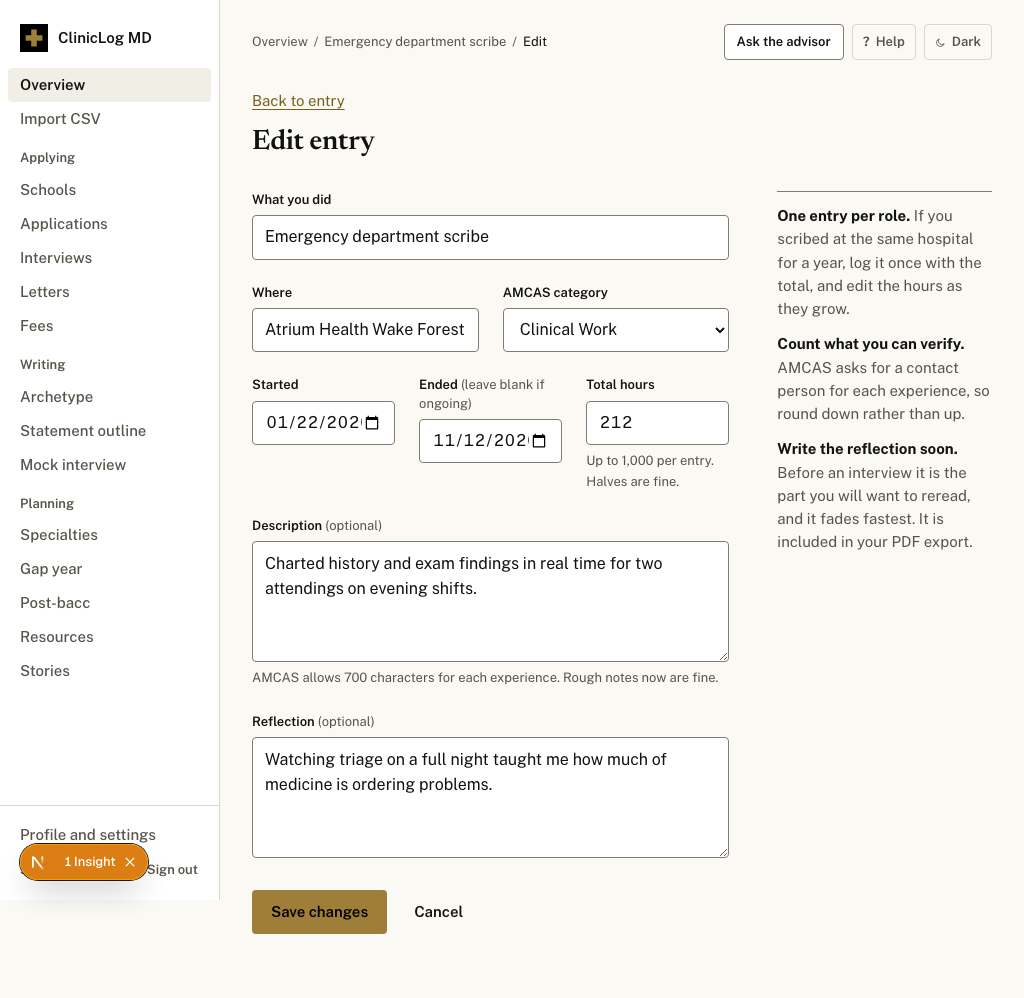 ClinicLog MD
Overview
Import CSV
Applying
Schools
Applications
Interviews
Letters
Fees
Writing
Archetype
Statement outline
Mock interview
Planning
Specialties
Gap year
Post-bacc
Resources
Stories
Profile and settings
1 Insight
Sign out
Overview / Emergency department scribe / Edit
Ask the advisor
? Help
Dark
Back to entry
Edit entry
What you did
Emergency department scribe
Where
Atrium Health Wake Forest
AMCAS category
Clinical Work
Started
01/22/202
Ended (leave blank if
ongoing)
11/12/202
Total hours
212
Up to 1,000 per entry.
Halves are fine.
Description (optional)
Charted history and exam findings in real time for two
attendings on evening shifts.
AMCAS allows 700 characters for each experience. Rough notes now are fine.
Reflection (optional)
Watching triage on a full night taught me how much of
medicine is ordering problems.
Save changes
Cancel
One entry per role. If you
scribed at the same hospital
for a year, log it once with the
total, and edit the hours as
they grow.
Count what you can verify.
AMCAS asks for a contact
person for each experience, so
round down rather than up.
Write the reflection soon.
Before an interview it is the
part you will want to reread,
and it fades fastest. It is
included in your PDF export.